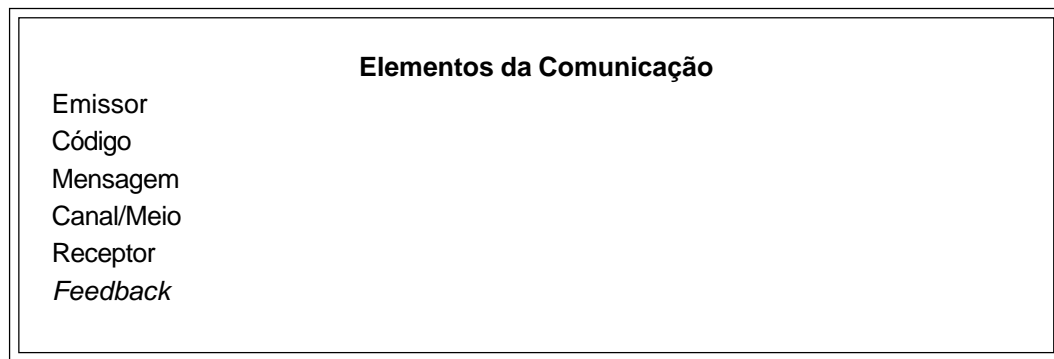 Elementos da Comunicação
Emissor
Código
Mensagem
Canal/Meio
Receptor
Feedback